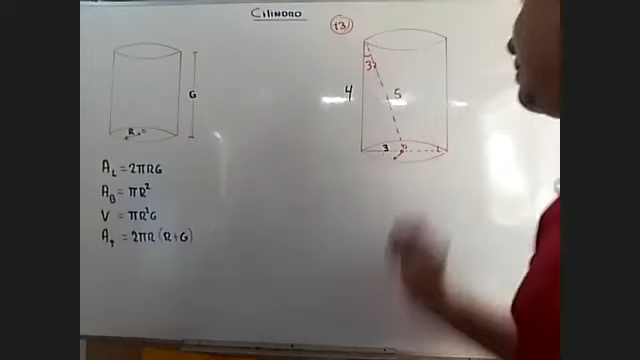 Cilindro
13
G
R
A_L = 2πRG
A_B = πR²
V = πR²G
A_T = 2πR (R+G)
37
4
5
3